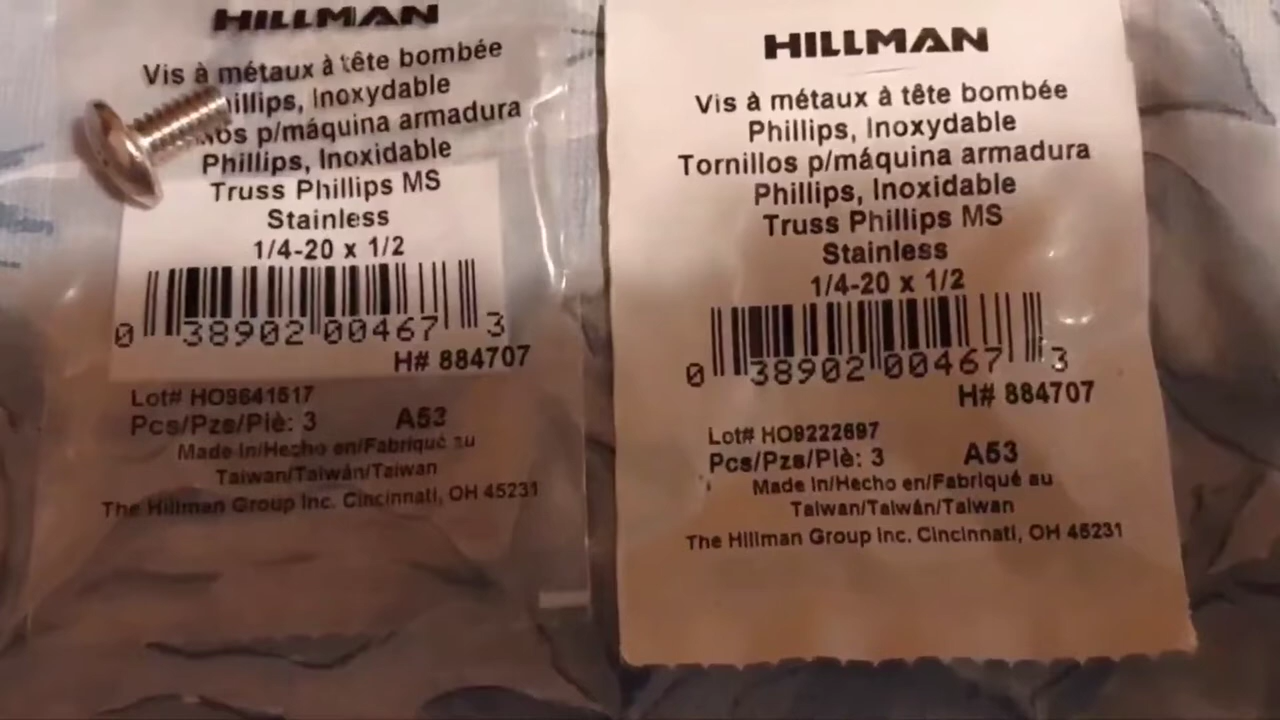 HILLMAN
Vis à métaux à tête bombée
Phillips, Inoxydable
p/máquina armadura
Phillips, Inoxidable
Truss Phillips MS
Stainless
1/4-20 x 1/2
0 38902 00467 3
H# 884707
Lot# HO9641517
Pcs/Pzs/Piè: 3 A53
Made In/Hecho en/Fabriqué au
Taiwan/Taiwán/Taiwan
The Hillman Group Inc. Cincinnati, OH 45231
HILLMAN
Vis à métaux à tête bombée
Phillips, Inoxydable
Tornillos p/máquina armadura
Phillips, Inoxidable
Truss Phillips MS
Stainless
1/4-20 x 1/2
0 38902 00467 3
H# 884707
Lot# HO9222697
Pcs/Pzs/Piè: 3 A53
Made In/Hecho en/Fabriqué au
Taiwan/Taiwán/Taiwan
The Hillman Group Inc. Cincinnati, OH 45231